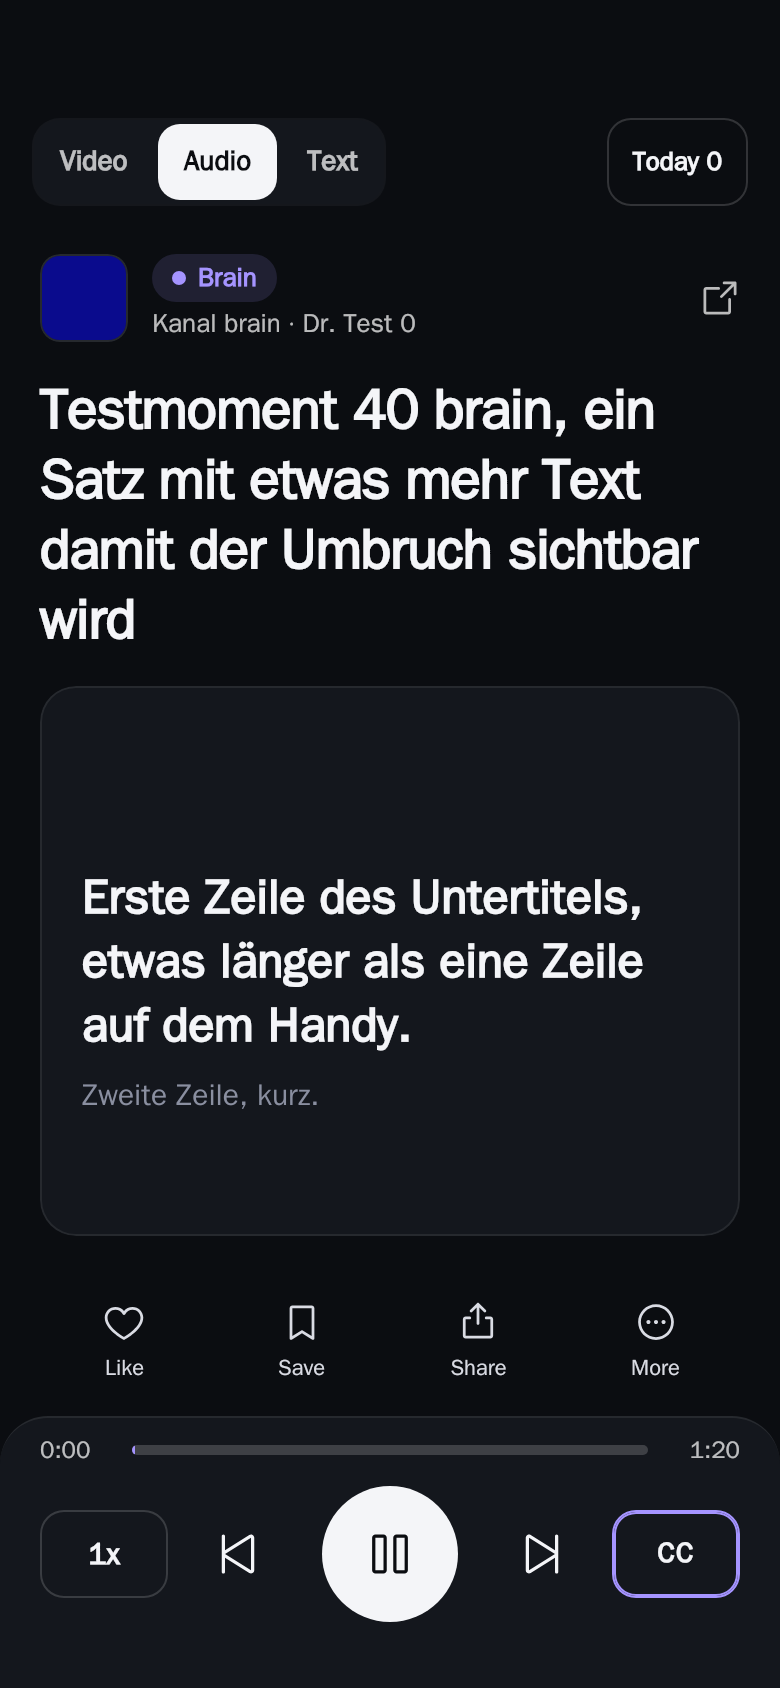 Video Audio Text Today 0
Brain
Kanal brain · Dr. Test 0
Testmoment 40 brain, ein
Satz mit etwas mehr Text
damit der Umbruch sichtbar
wird
Erste Zeile des Untertitels,
etwas länger als eine Zeile
auf dem Handy.
Zweite Zeile, kurz.
Like Save Share More
0:00 1:20
1x CC